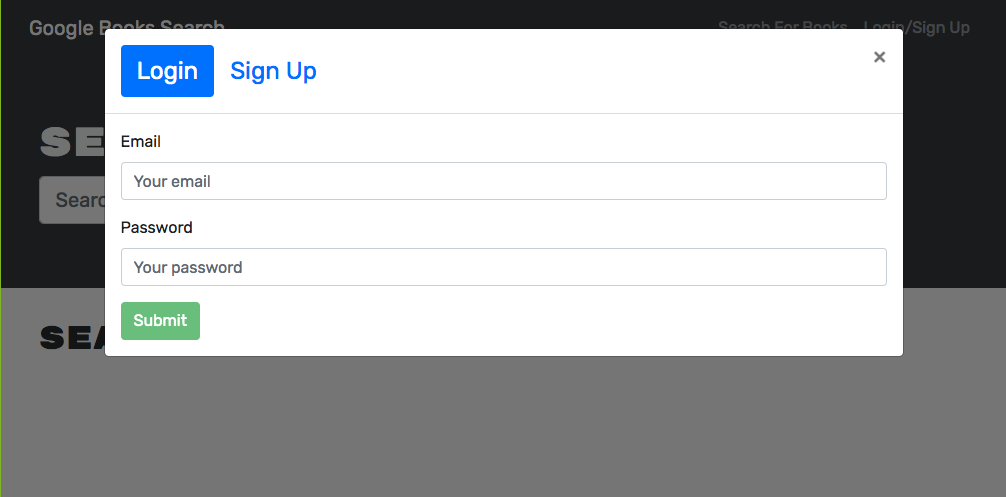 Google Books Search
Search For Books Login/Sign Up
Login Sign Up ×
SE
Email
Your email
Searc
Password
Your password
Submit
SEA